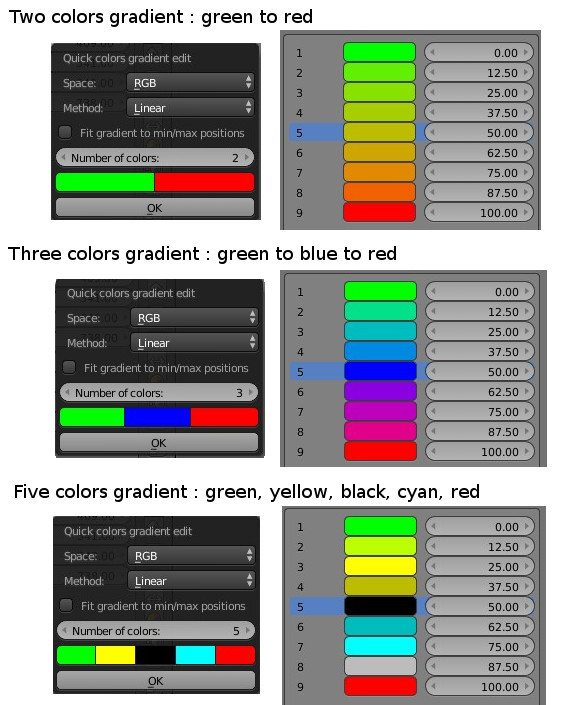 Two colors gradient : green to red
Quick colors gradient edit
Space: RGB
Method: Linear
Fit gradient to min/max positions
Number of colors: 2
OK
1 0.00
2 12.50
3 25.00
4 37.50
5 50.00
6 62.50
7 75.00
8 87.50
9 100.00
Three colors gradient : green to blue to red
Quick colors gradient edit
Space: RGB
Method: Linear
Fit gradient to min/max positions
Number of colors: 3
OK
1 0.00
2 12.50
3 25.00
4 37.50
5 50.00
6 62.50
7 75.00
8 87.50
9 100.00
Five colors gradient : green, yellow, black, cyan, red
Quick colors gradient edit
Space: RGB
Method: Linear
Fit gradient to min/max positions
Number of colors: 5
OK
1 0.00
2 12.50
3 25.00
4 37.50
5 50.00
6 62.50
7 75.00
8 87.50
9 100.00